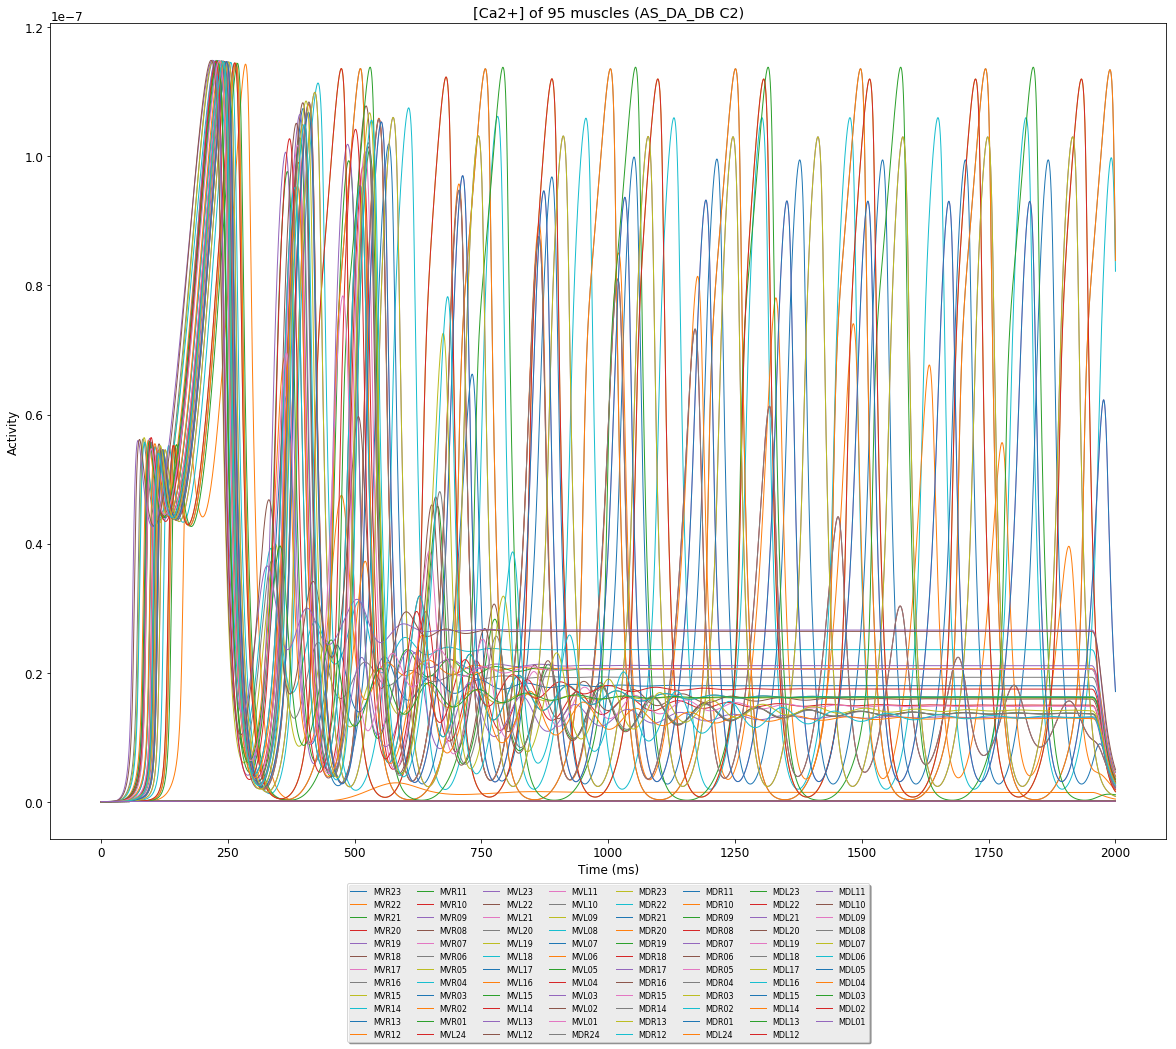 [Ca2+] of 95 muscles (AS_DA_DB C2)
1e−7
1.2
1.0
0.8
0.6
0.4
0.2
0.0
Activity
0 250 500 750 1000 1250 1500 1750 2000
Time (ms)
MVR23 MVR11 MVL23 MVL11 MDR23 MDR11 MDL23 MDL11
MVR22 MVR10 MVL22 MVL10 MDR22 MDR10 MDL22 MDL10
MVR21 MVR09 MVL21 MVL09 MDR21 MDR09 MDL21 MDL09
MVR20 MVR08 MVL20 MVL08 MDR20 MDR08 MDL20 MDL08
MVR19 MVR07 MVL19 MVL07 MDR19 MDR07 MDL19 MDL07
MVR18 MVR06 MVL18 MVL06 MDR18 MDR06 MDL18 MDL06
MVR17 MVR05 MVL17 MVL05 MDR17 MDR05 MDL17 MDL05
MVR16 MVR04 MVL16 MVL04 MDR16 MDR04 MDL16 MDL04
MVR15 MVR03 MVL15 MVL03 MDR15 MDR03 MDL15 MDL03
MVR14 MVR02 MVL14 MVL02 MDR14 MDR02 MDL14 MDL02
MVR13 MVR01 MVL13 MVL01 MDR13 MDR01 MDL13 MDL01
MVR12 MVL24 MVL12 MDR24 MDR12 MDL24 MDL12